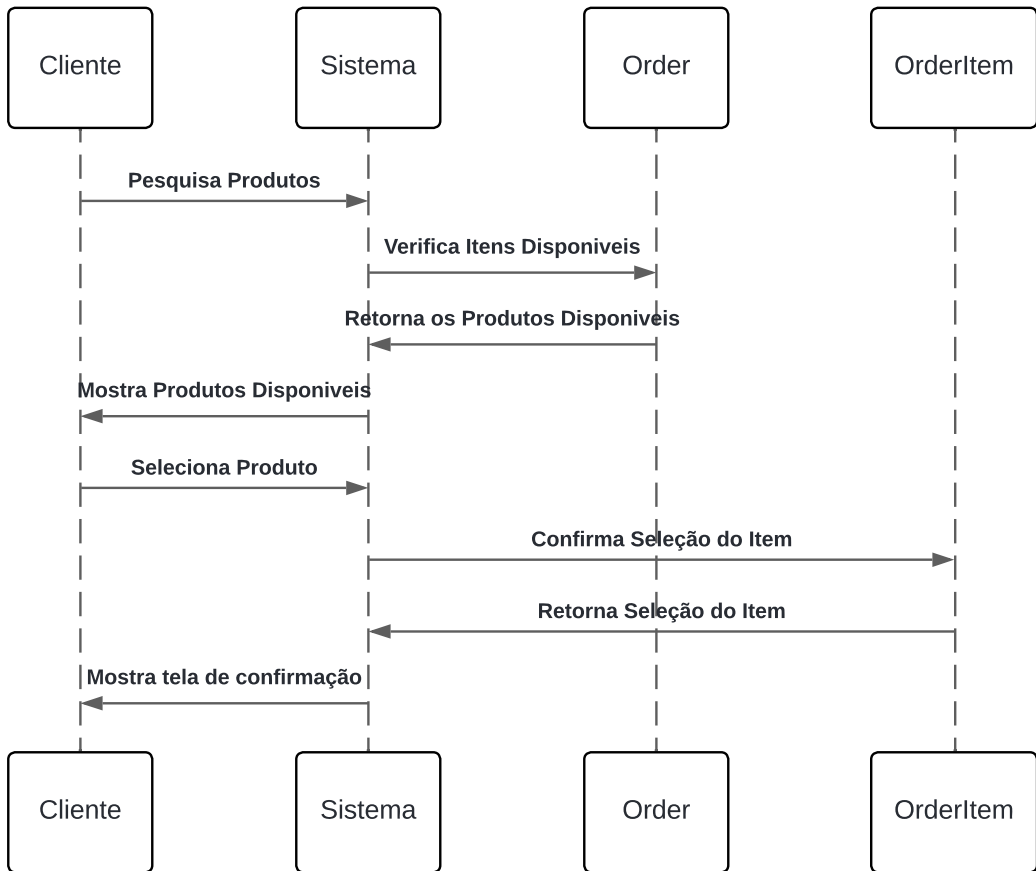 Cliente
Sistema
Order
OrderItem
Pesquisa Produtos
Verifica Itens Disponiveis
Retorna os Produtos Disponiveis
Mostra Produtos Disponiveis
Seleciona Produto
Confirma Seleção do Item
Retorna Seleção do Item
Mostra tela de confirmação
Cliente
Sistema
Order
OrderItem